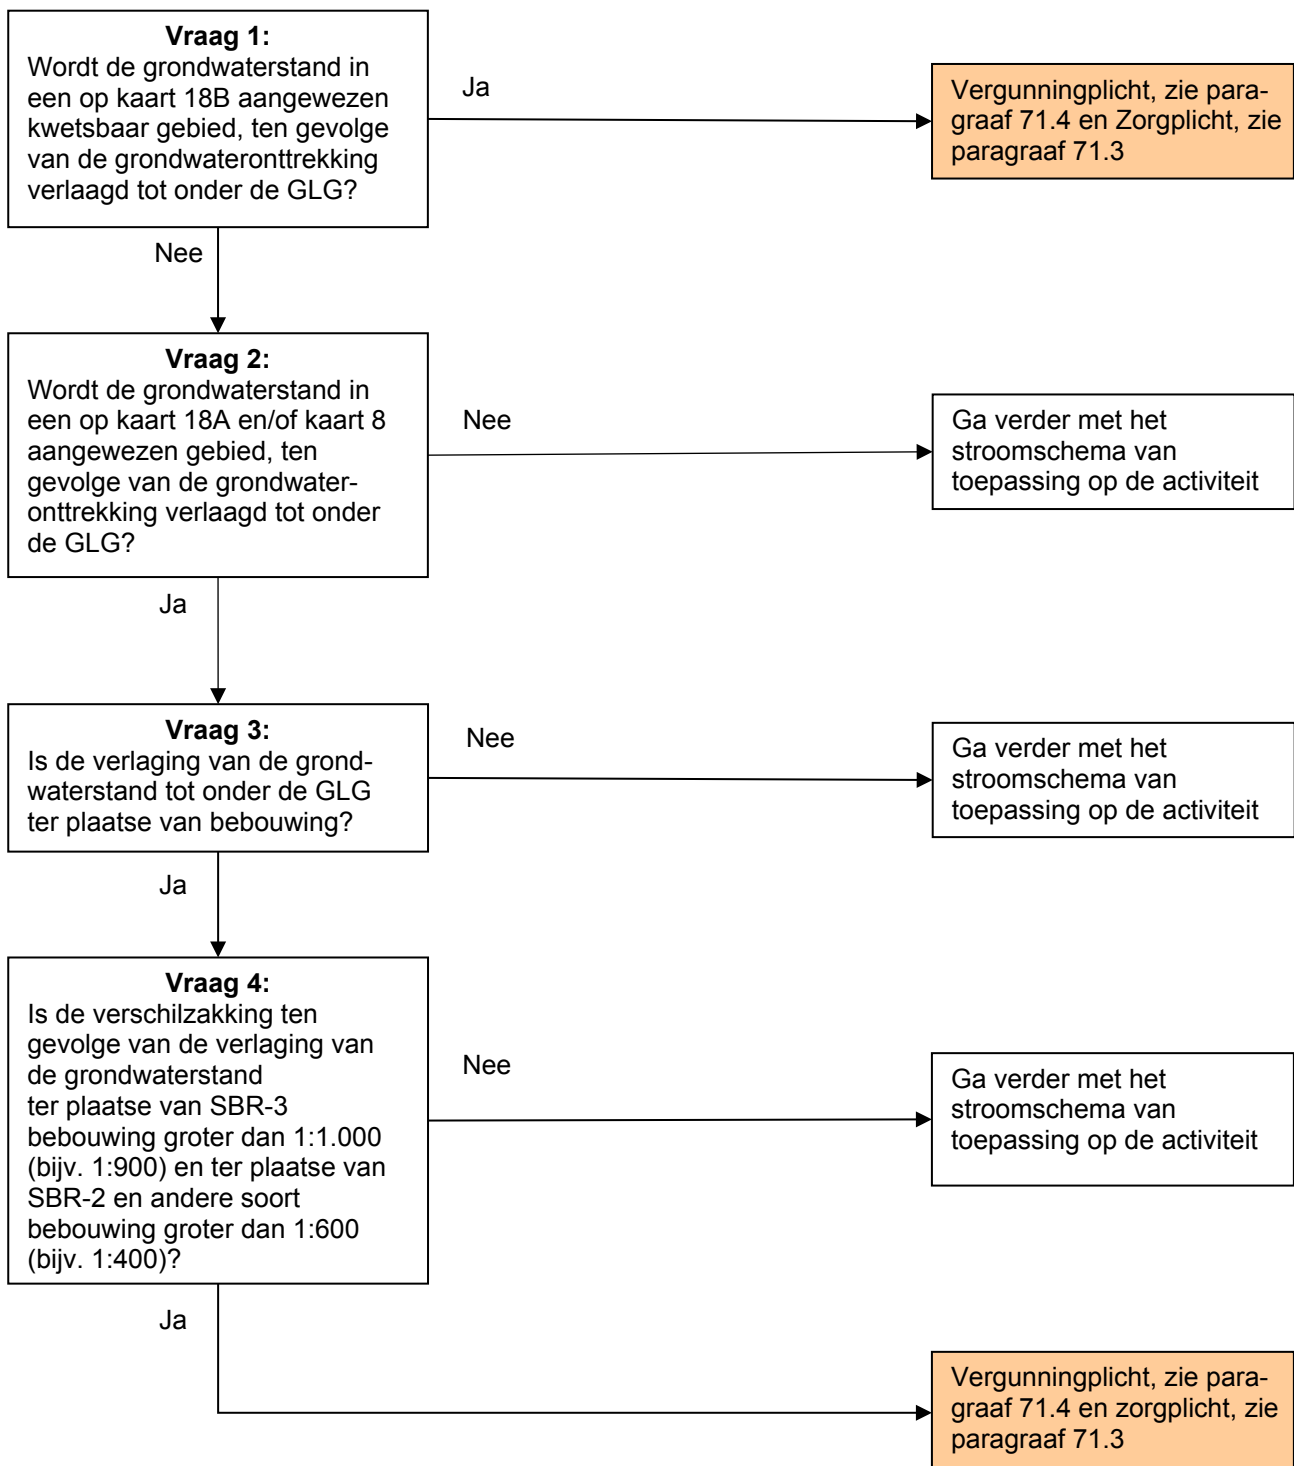 Vraag 1:
Wordt de grondwaterstand in
een op kaart 18B aangewezen
kwetsbaar gebied, ten gevolge
van de grondwateronttrekking
verlaagd tot onder de GLG?
Ja
Vergunningplicht, zie para-
graaf 71.4 en Zorgplicht, zie
paragraaf 71.3
Nee
Vraag 2:
Wordt de grondwaterstand in
een op kaart 18A en/of kaart 8
aangewezen gebied, ten
gevolge van de grondwater-
onttrekking verlaagd tot onder
de GLG?
Nee
Ga verder met het
stroomschema van
toepassing op de activiteit
Ja
Vraag 3:
Is de verlaging van de grond-
waterstand tot onder de GLG
ter plaatse van bebouwing?
Nee
Ga verder met het
stroomschema van
toepassing op de activiteit
Ja
Vraag 4:
Is de verschilzakking ten
gevolge van de verlaging van
de grondwaterstand
ter plaatse van SBR-3
bebouwing groter dan 1:1.000
(bijv. 1:900) en ter plaatse van
SBR-2 en andere soort
bebouwing groter dan 1:600
(bijv. 1:400)?
Nee
Ga verder met het
stroomschema van
toepassing op de activiteit
Ja
Vergunningplicht, zie para-
graaf 71.4 en zorgplicht, zie
paragraaf 71.3